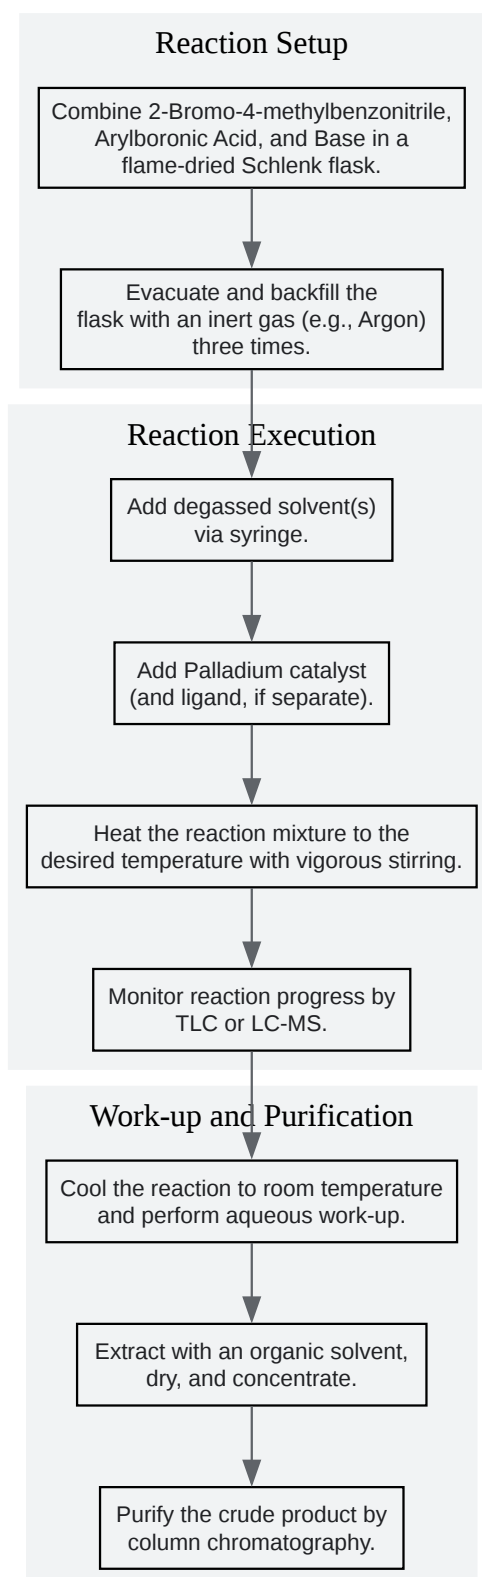 Reaction Setup
Combine 2-Bromo-4-methylbenzonitrile,
Arylboronic Acid, and Base in a
flame-dried Schlenk flask.
Evacuate and backfill the
flask with an inert gas (e.g., Argon)
three times.
Reaction Execution
Add degassed solvent(s)
via syringe.
Add Palladium catalyst
(and ligand, if separate).
Heat the reaction mixture to the
desired temperature with vigorous stirring.
Monitor reaction progress by
TLC or LC-MS.
Work-up and Purification
Cool the reaction to room temperature
and perform aqueous work-up.
Extract with an organic solvent,
dry, and concentrate.
Purify the crude product by
column chromatography.